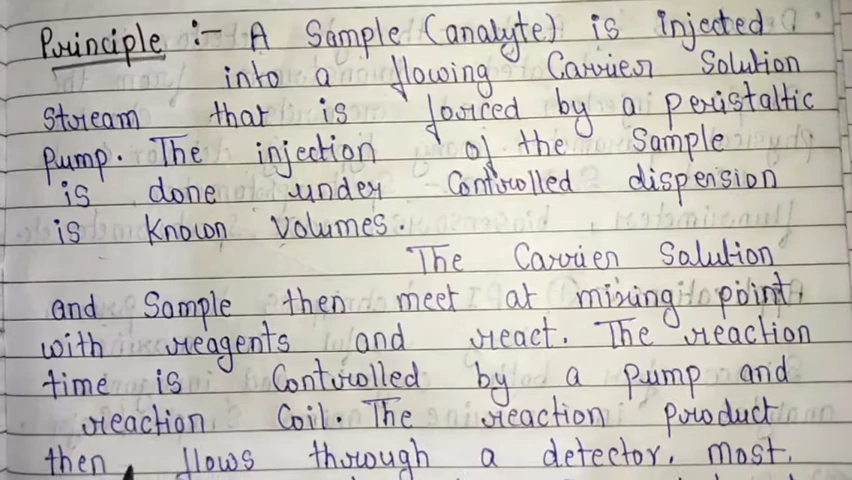 Principle :- A Sample (analyte) is injected
into a flowing Carrier Solution
Stream that is forced by a peristaltic
Pump. The injection of the Sample
is done under Controlled dispension
is Known Volumes.
The Carrier Salution
and Sample then meet at mixing point
with reagents and react. The reaction
time is Controlled by a pump and
reaction Coil. The reaction product
then flows through a detector. most.